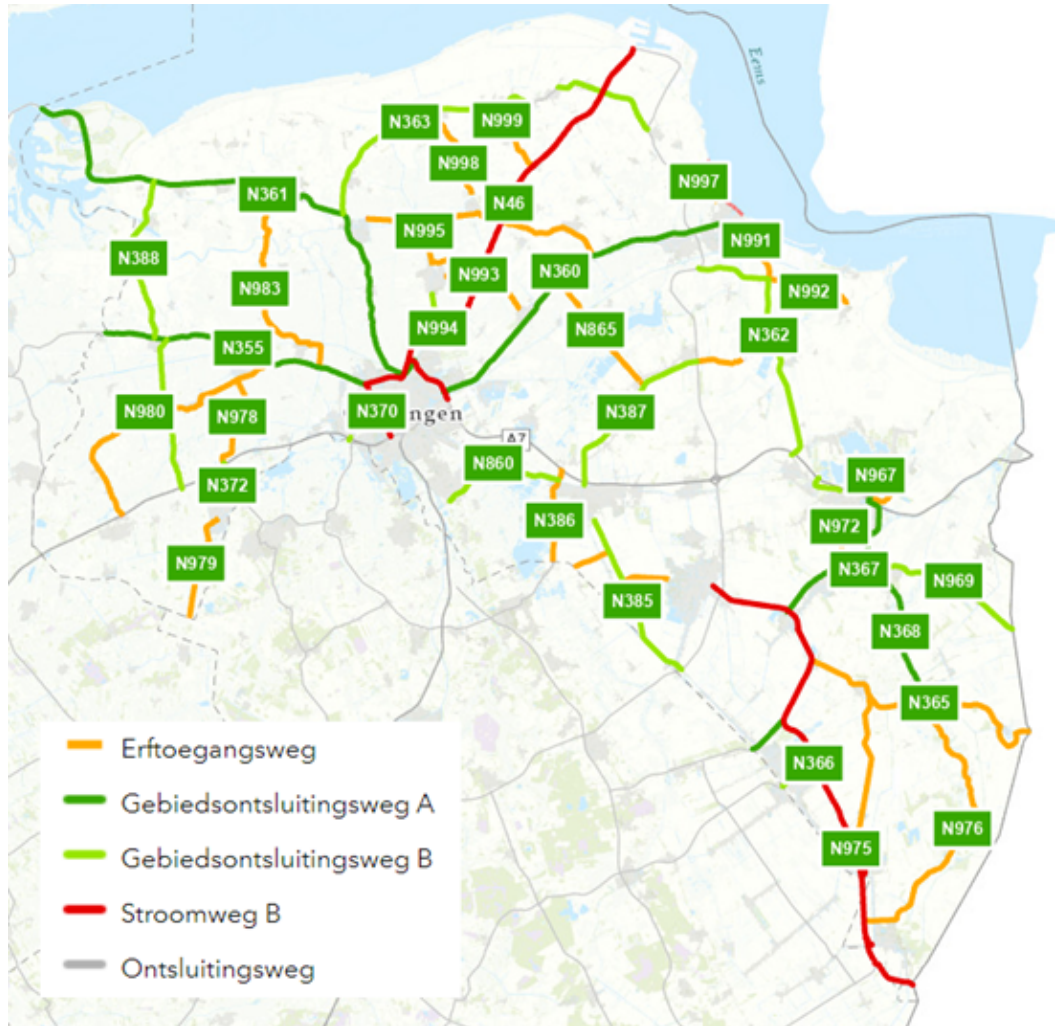 Eems
N363
N999
N998
N997
N361
N46
N995
N991
N388
N993
N360
N983
N992
N994
N865
N362
N355
N980
N978
N370
ngen
N387
A7
N860
N967
N372
N386
N972
N979
N367
N969
N385
N368
N365
N366
N976
N975
Erftoegangsweg
Gebiedsontsluitingsweg A
Gebiedsontsluitingsweg B
Stroomweg B
Ontsluitingsweg